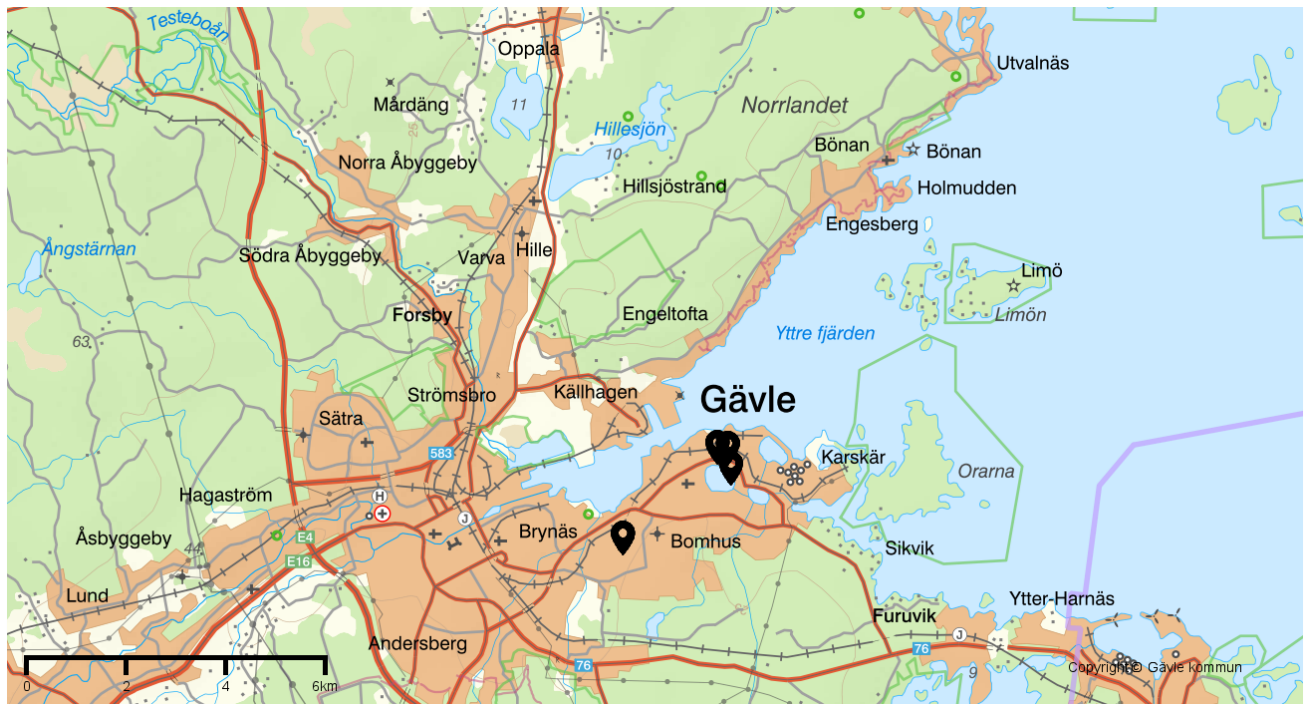 Testeboån
Oppala
Utvalnäs
11
Mårdäng
Norrlandet
25
Hillesjön
10
Bönan
Bönan
Norra Åbyggeby
Hillsjöstrand
Holmudden
Engesberg
Ångstärnan
Södra Åbyggeby
Varva
Hille
Limö
Limön
Forsby
Engeltofta
Yttre fjärden
63
Strömsbro
Källhagen
Gävle
Sätra
583
Karskär
Orarna
Hagaström
H
J
Åsbyggeby
44
E4
E16
Brynäs
Bomhus
Sikvik
Lund
Ytter-Harnäs
Furuvik
J
Andersberg
76
76
9
Copyright © Gävle kommun
0 2 4 6km